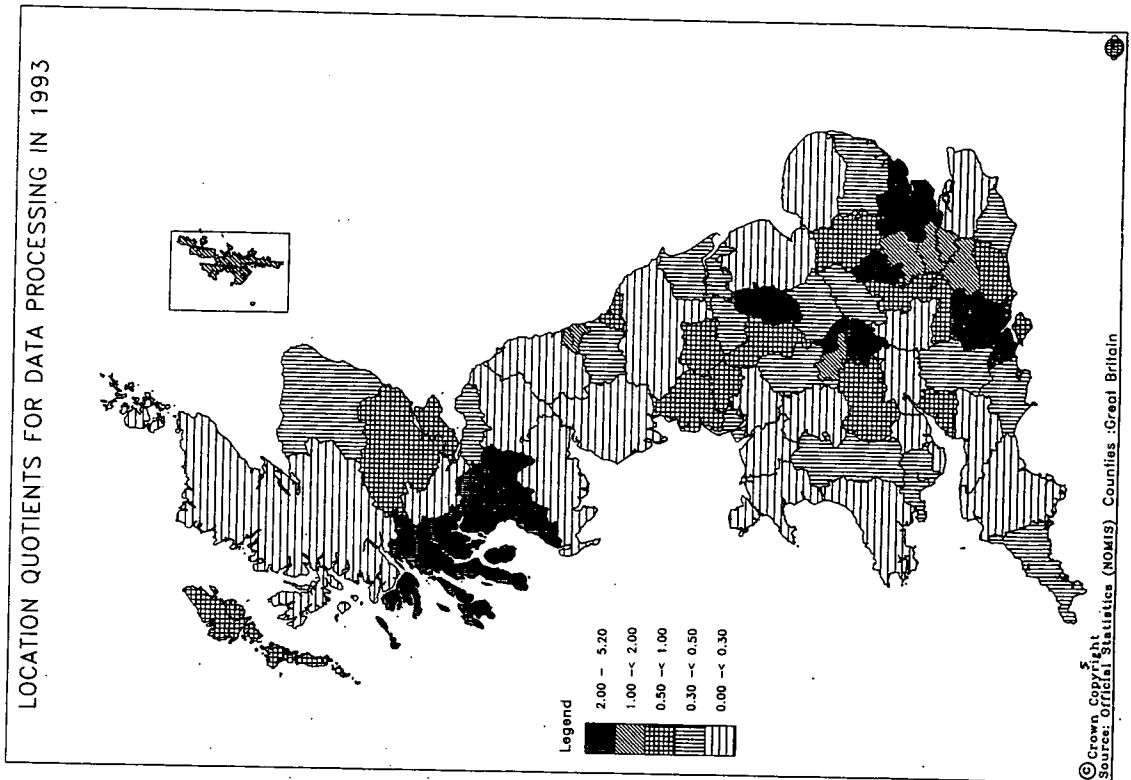 LOCATION QUOTIENTS FOR DATA PROCESSING IN 1993
Legend
2.00 - 5.20
1.00 -< 2.00
0.50 -< 1.00
0.30 -< 0.50
0.00 -< 0.30
© Crown Copyright
Source: Official Statistics (NOMIS) Counties :Great Britain